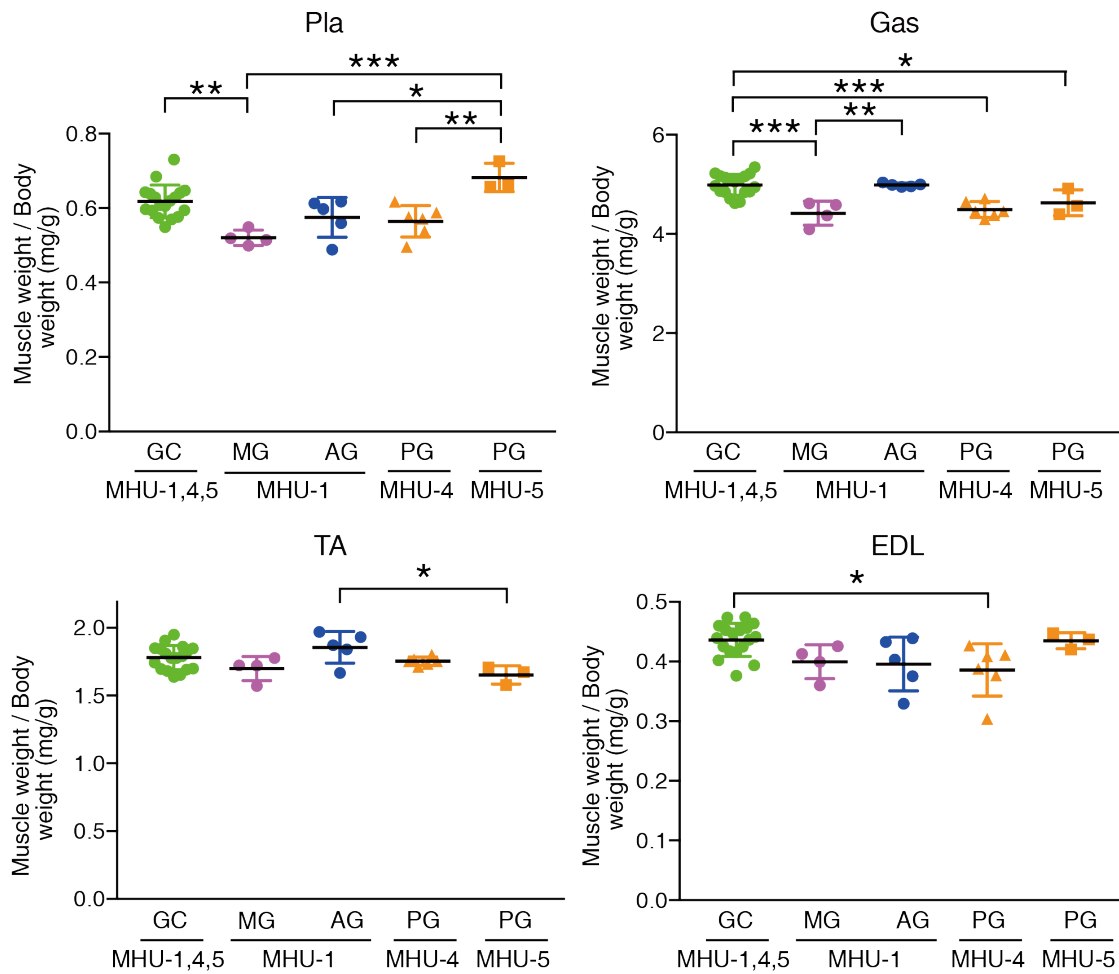 Pla
***
**
*
**
Muscle weight / Body
weight (mg/g)
0.8
0.6
0.4
0.2
0.0
GC MG AG PG PG
MHU-1,4,5 MHU-1 MHU-4 MHU-5
Gas
*
***
**
***
Muscle weight / Body
weight (mg/g)
6
4
2
0
GC MG AG PG PG
MHU-1,4,5 MHU-1 MHU-4 MHU-5
TA
*
Muscle weight / Body
weight (mg/g)
2.0
1.5
1.0
0.5
0.0
GC MG AG PG PG
MHU-1,4,5 MHU-1 MHU-4 MHU-5
EDL
*
Muscle weight / Body
weight (mg/g)
0.5
0.4
0.3
0.2
0.1
0.0
GC MG AG PG PG
MHU-1,4,5 MHU-1 MHU-4 MHU-5